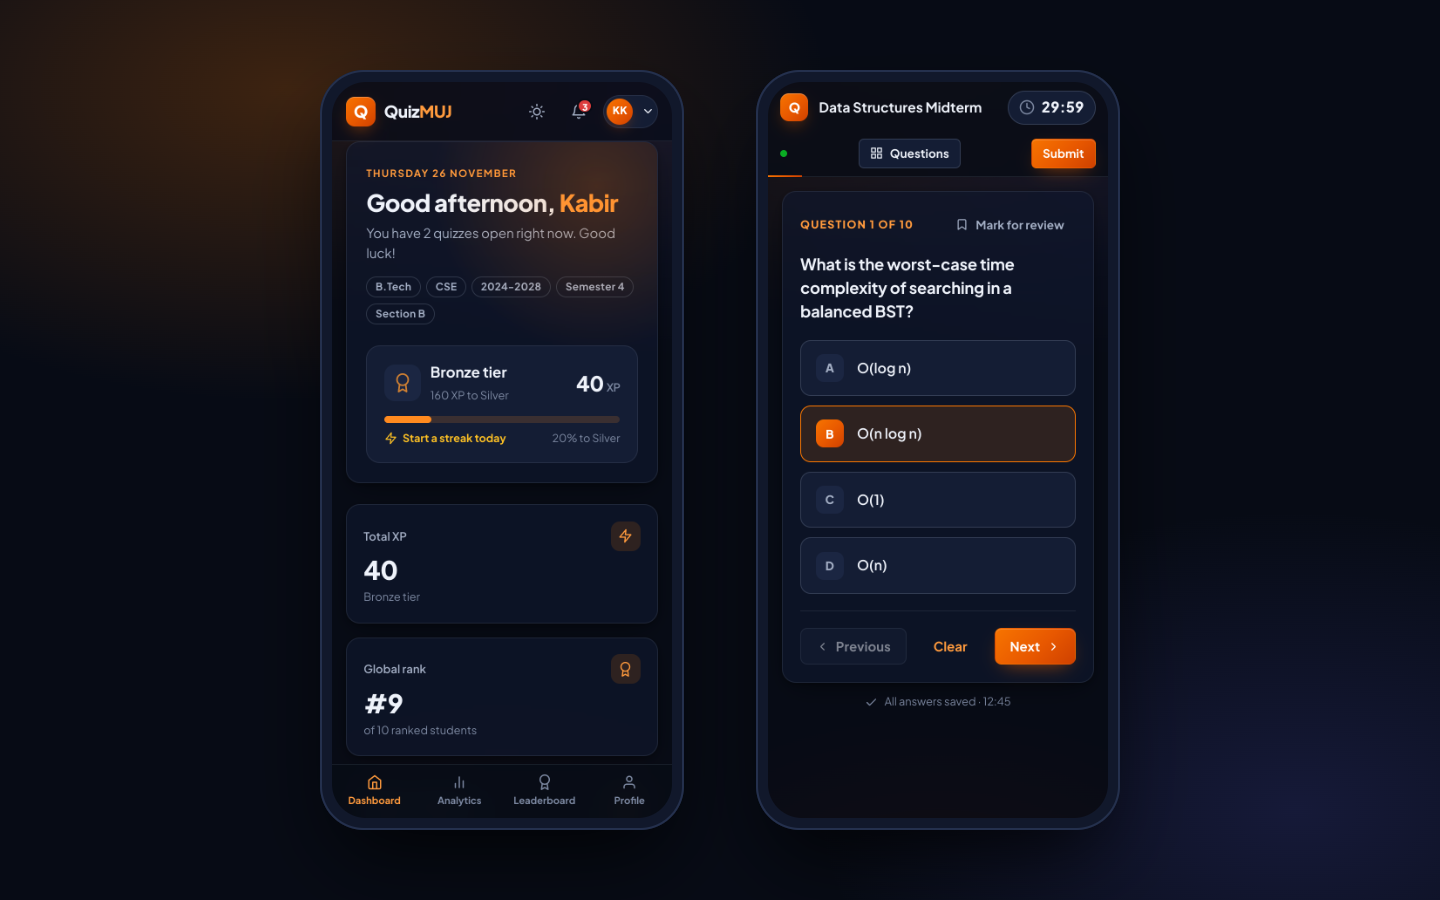 Q QuizMUJ 3 KK
THURSDAY 26 NOVEMBER
Good afternoon, Kabir
You have 2 quizzes open right now. Good
luck!
B.Tech CSE 2024-2028 Semester 4
Section B
Bronze tier
160 XP to Silver
40 XP
Start a streak today 20% to Silver
Total XP
40
Bronze tier
Global rank
#9
of 10 ranked students
Dashboard Analytics Leaderboard Profile
Q Data Structures Midterm 29:59
Questions Submit
QUESTION 1 OF 10 Mark for review
What is the worst-case time
complexity of searching in a
balanced BST?
A O(log n)
B O(n log n)
C O(1)
D O(n)
Previous Clear Next
All answers saved · 12:45